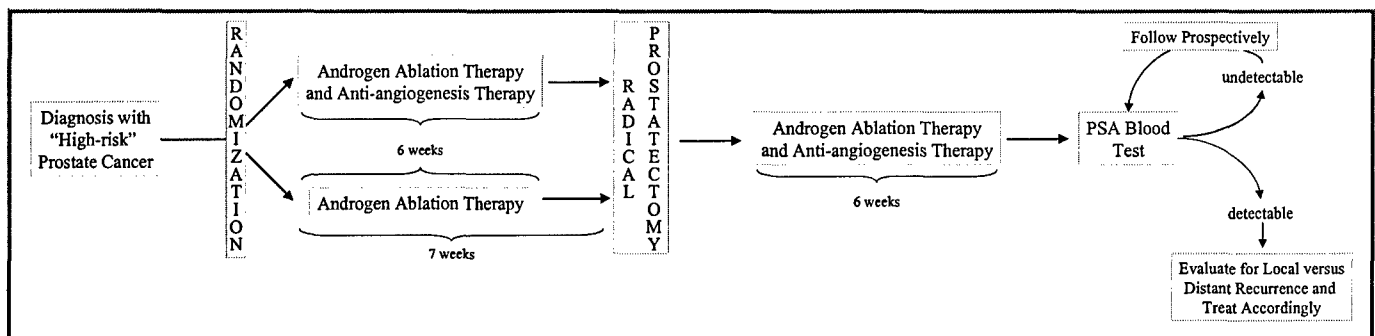 Diagnosis with
"High-risk"
Prostate Cancer
RANDOMIZATION
Androgen Ablation Therapy
and Anti-angiogenesis Therapy
6 weeks
Androgen Ablation Therapy
7 weeks
RADICAL
PROSTATECTOMY
Androgen Ablation Therapy
and Anti-angiogenesis Therapy
6 weeks
Follow Prospectively
undetectable
PSA Blood
Test
detectable
Evaluate for Local versus
Distant Recurrence and
Treat Accordingly